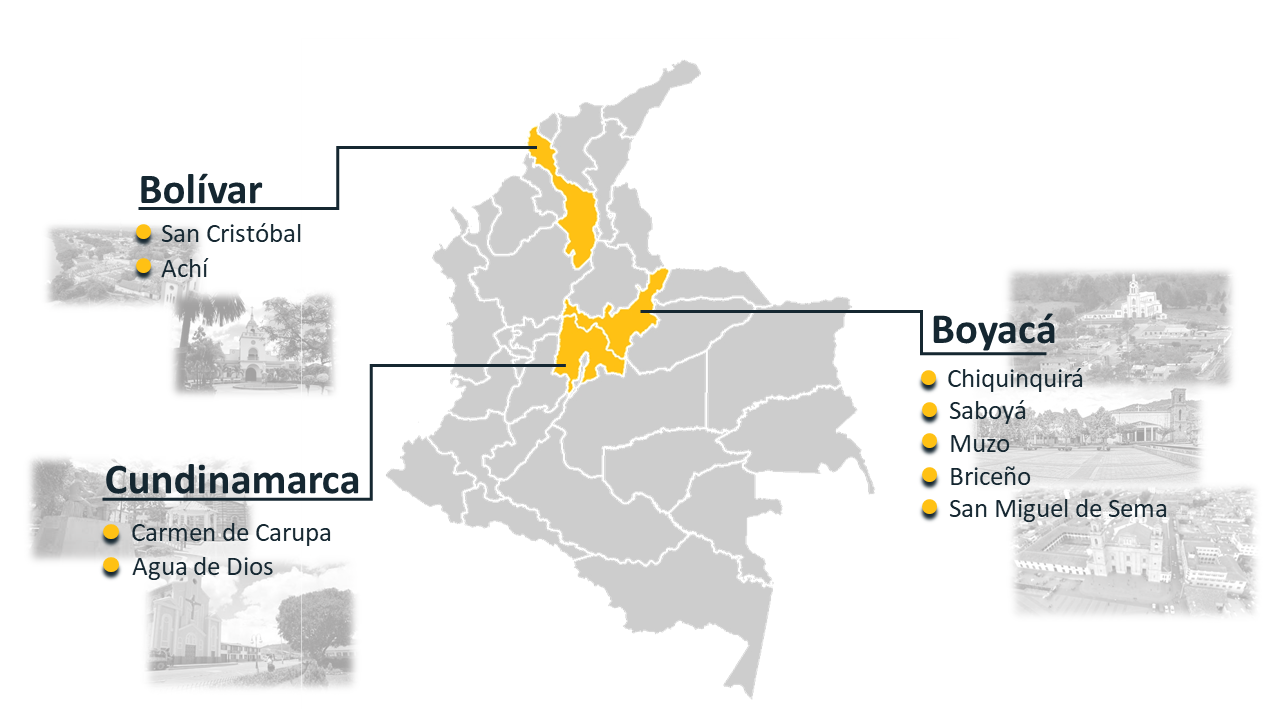 Bolívar
San Cristóbal
Achí
Cundinamarca
Carmen de Carupa
Agua de Dios
Boyacá
Chiquinquirá
Saboyá
Muzo
Briceño
San Miguel de Sema